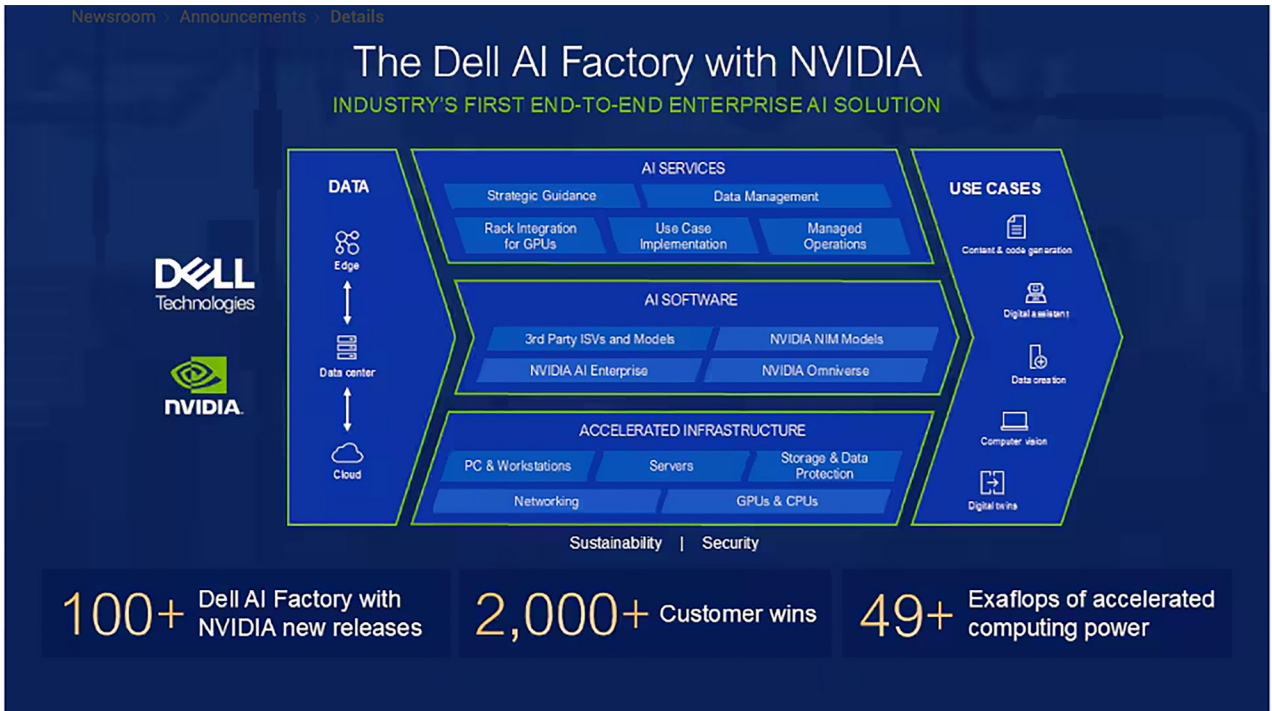 Newsroom > Announcements > Details
The Dell AI Factory with NVIDIA
INDUSTRY'S FIRST END-TO-END ENTERPRISE AI SOLUTION
DELL
Technologies
NVIDIA
DATA
Edge
Data center
Cloud
AI SERVICES
Strategic Guidance
Data Management
Rack Integration
for GPUs
Use Case
Implementation
Managed
Operations
AI SOFTWARE
3rd Party ISVs and Models
NVIDIA NIM Models
NVIDIA AI Enterprise
NVIDIA Omniverse
ACCELERATED INFRASTRUCTURE
PC & Workstations
Servers
Storage & Data
Protection
Networking
GPUs & CPUs
USE CASES
Content & code generation
Digital assistant
Data creation
Computer vision
Digital twins
Sustainability | Security
100+
Dell AI Factory with
NVIDIA new releases
2,000+ Customer wins
49+
Exaflops of accelerated
computing power